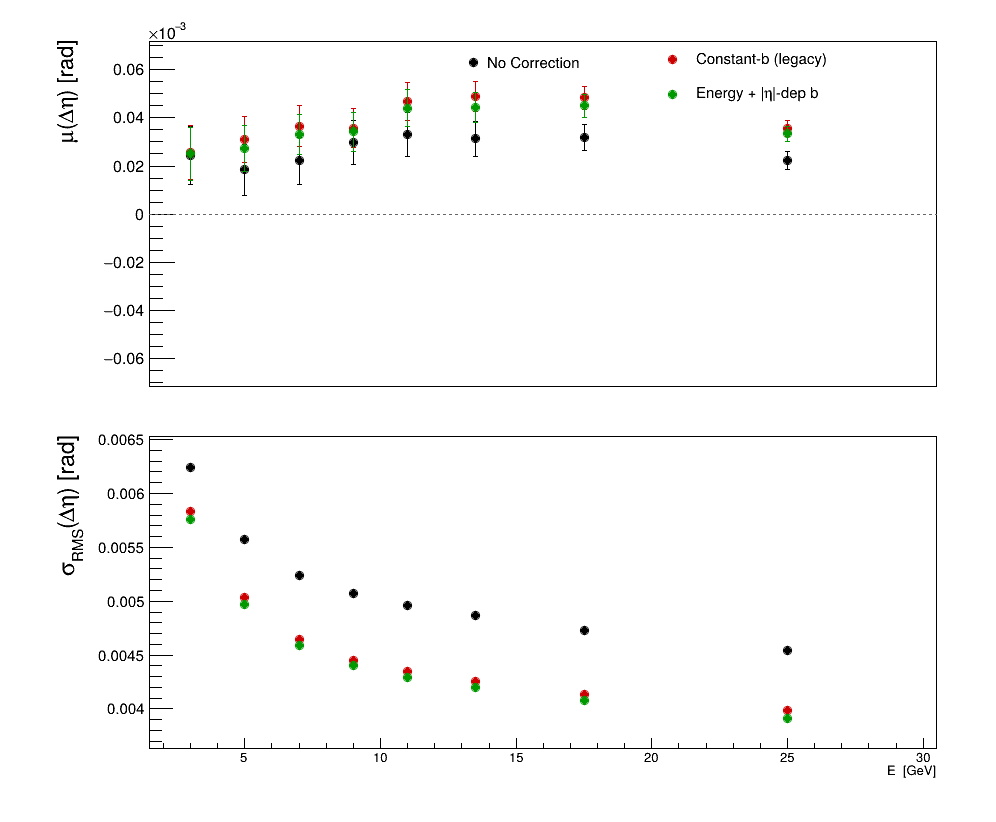 ×10⁻³
μ(Δη) [rad]
0.06
0.04
0.02
0
−0.02
−0.04
−0.06
No Correction
Constant-b (legacy)
Energy + |η|-dep b
σRMS(Δη) [rad]
0.0065
0.006
0.0055
0.005
0.0045
0.004
5 10 15 20 25 30
E [GeV]